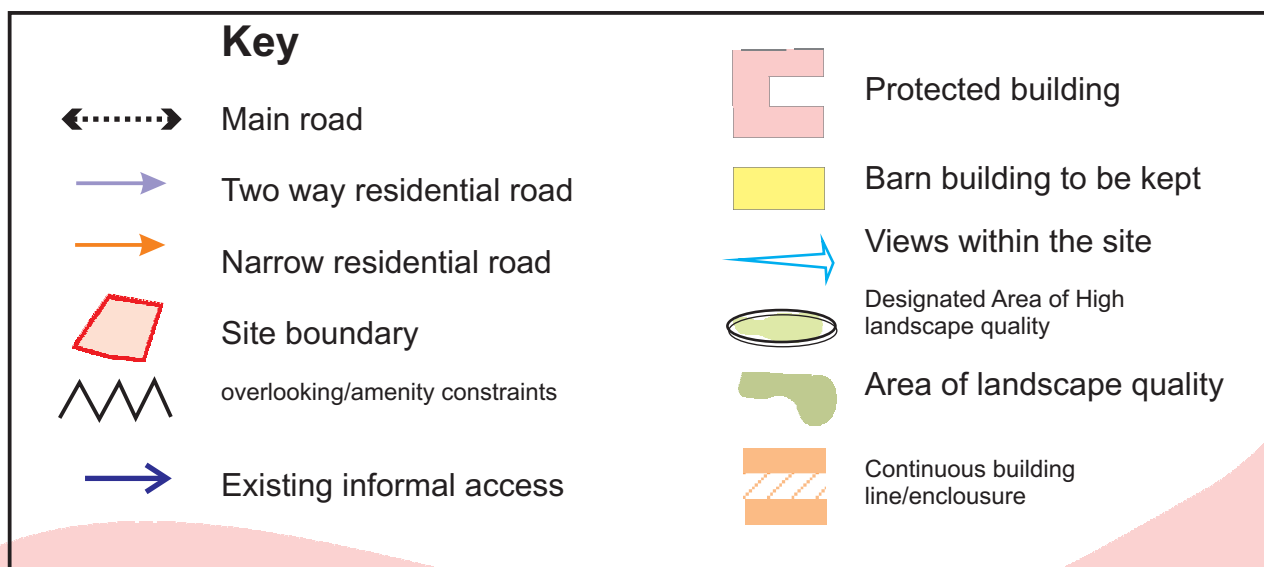 Key
Main road
Two way residential road
Narrow residential road
Site boundary
overlooking/amenity constraints
Existing informal access
Protected building
Barn building to be kept
Views within the site
Designated Area of High
landscape quality
Area of landscape quality
Continuous building
line/enclousure